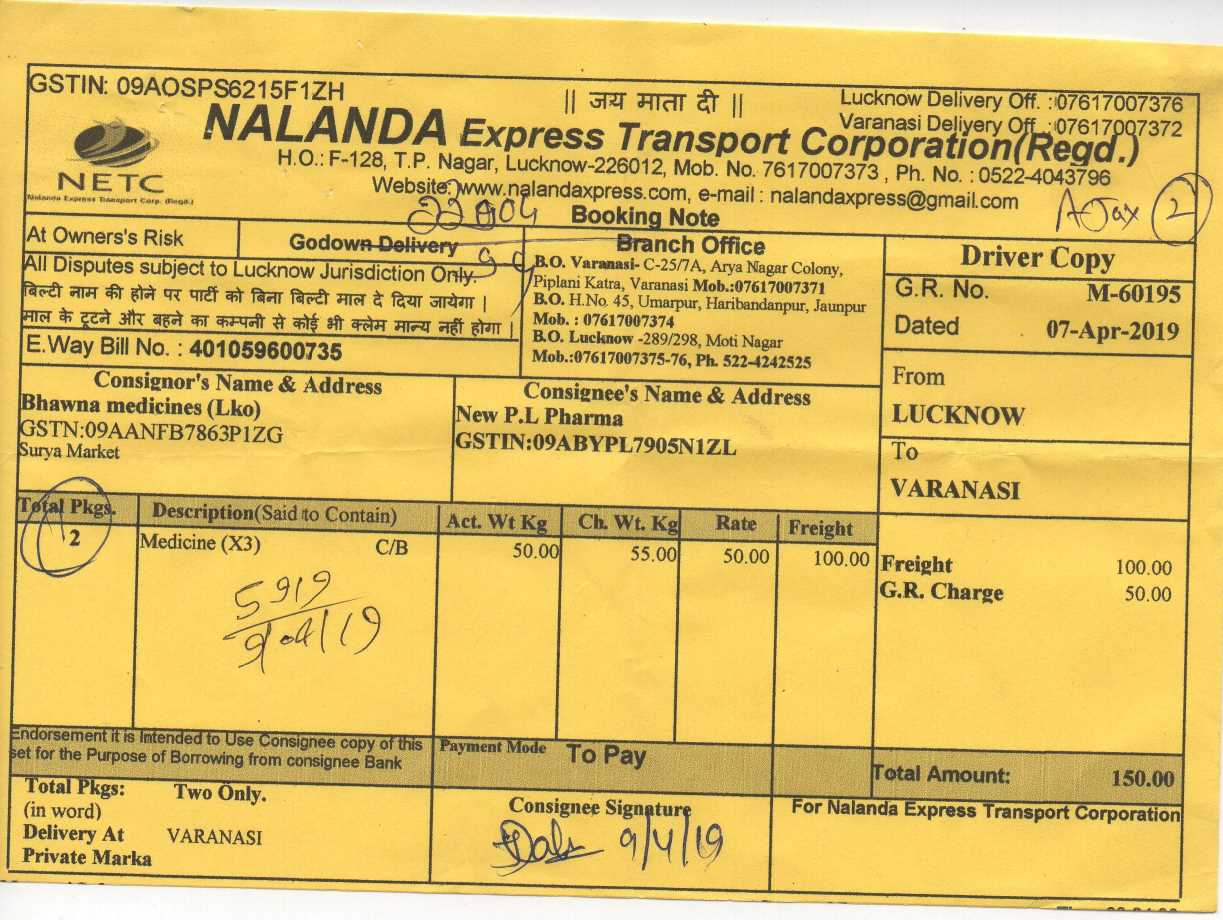 GSTIN: 09AOSPS6215F1ZH
|| जय माता दी ||
Lucknow Delivery Off. : 07617007376
Varanasi Delivery Off. : 07617007372
NALANDA Express Transport Corporation(Regd.)
NETC
Nalanda Express Transport Corp. (Regd.)
H.O.: F-128, T.P. Nagar, Lucknow-226012, Mob. No. 7617007373 , Ph. No. : 0522-4043796
Website: www.nalandaxpress.com, e-mail : nalandaxpress@gmail.com
Booking Note
AJax 2
At Owners's Risk
Godown Delivery
All Disputes subject to Lucknow Jurisdiction Only.
बिल्टी नाम की होने पर पार्टी को बिना बिल्टी माल दे दिया जायेगा |
माल के टूटने और बहने का कम्पनी से कोई भी क्लेम मान्य नहीं होगा |
E.Way Bill No. : 401059600735
Branch Office
B.O. Varanasi- C-25/7A, Arya Nagar Colony,
Piplani Katra, Varanasi Mob.:07617007371
B.O. H.No. 45, Umarpur, Haribandanpur, Jaunpur
Mob. : 07617007374
B.O. Lucknow -289/298, Moti Nagar
Mob.:07617007375-76, Ph. 522-4242525
Driver Copy
G.R. No. M-60195
Dated 07-Apr-2019
From
LUCKNOW
To
VARANASI
Consignor's Name & Address
Bhawna medicines (Lko)
GSTN:09AANFB7863P1ZG
Surya Market
Consignee's Name & Address
New P.L Pharma
GSTIN:09ABYPL7905N1ZL
Total Pkgs. Description(Said to Contain) Act. Wt Kg Ch. Wt. Kg Rate Freight
2 Medicine (X3) C/B 50.00 55.00 50.00 100.00
5919
9/04/19
Freight 100.00
G.R. Charge 50.00
Endorsement it is Intended to Use Consignee copy of this
set for the Purpose of Borrowing from consignee Bank
Payment Mode To Pay
Total Amount: 150.00
Total Pkgs: Two Only.
(in word)
Delivery At VARANASI
Private Marka
Consignee Signature
9/4/19
For Nalanda Express Transport Corporation